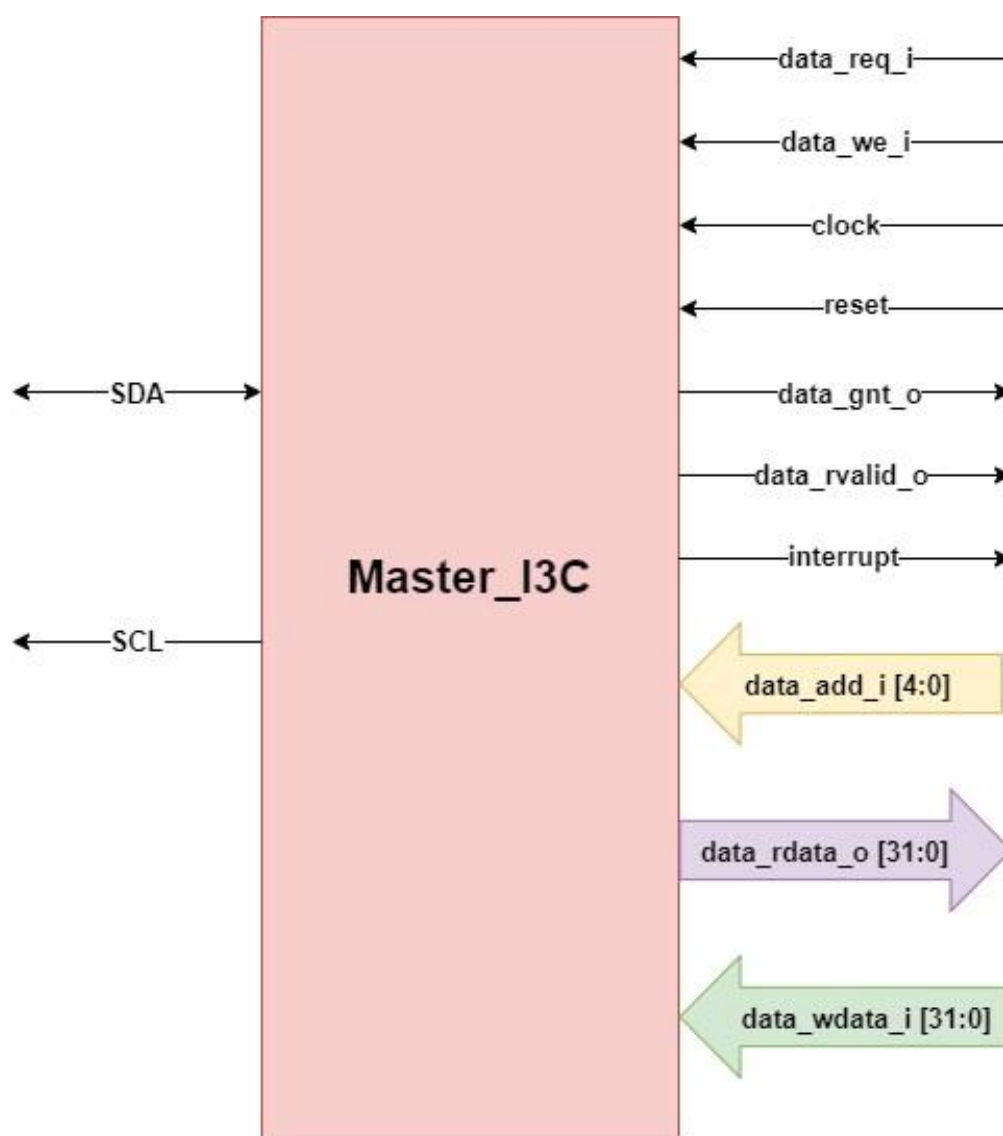 data_req_i
data_we_i
clock
reset
SDA
data_gnt_o
data_rvalid_o
interrupt
Master_I3C
SCL
data_add_i [4:0]
data_rdata_o [31:0]
data_wdata_i [31:0]